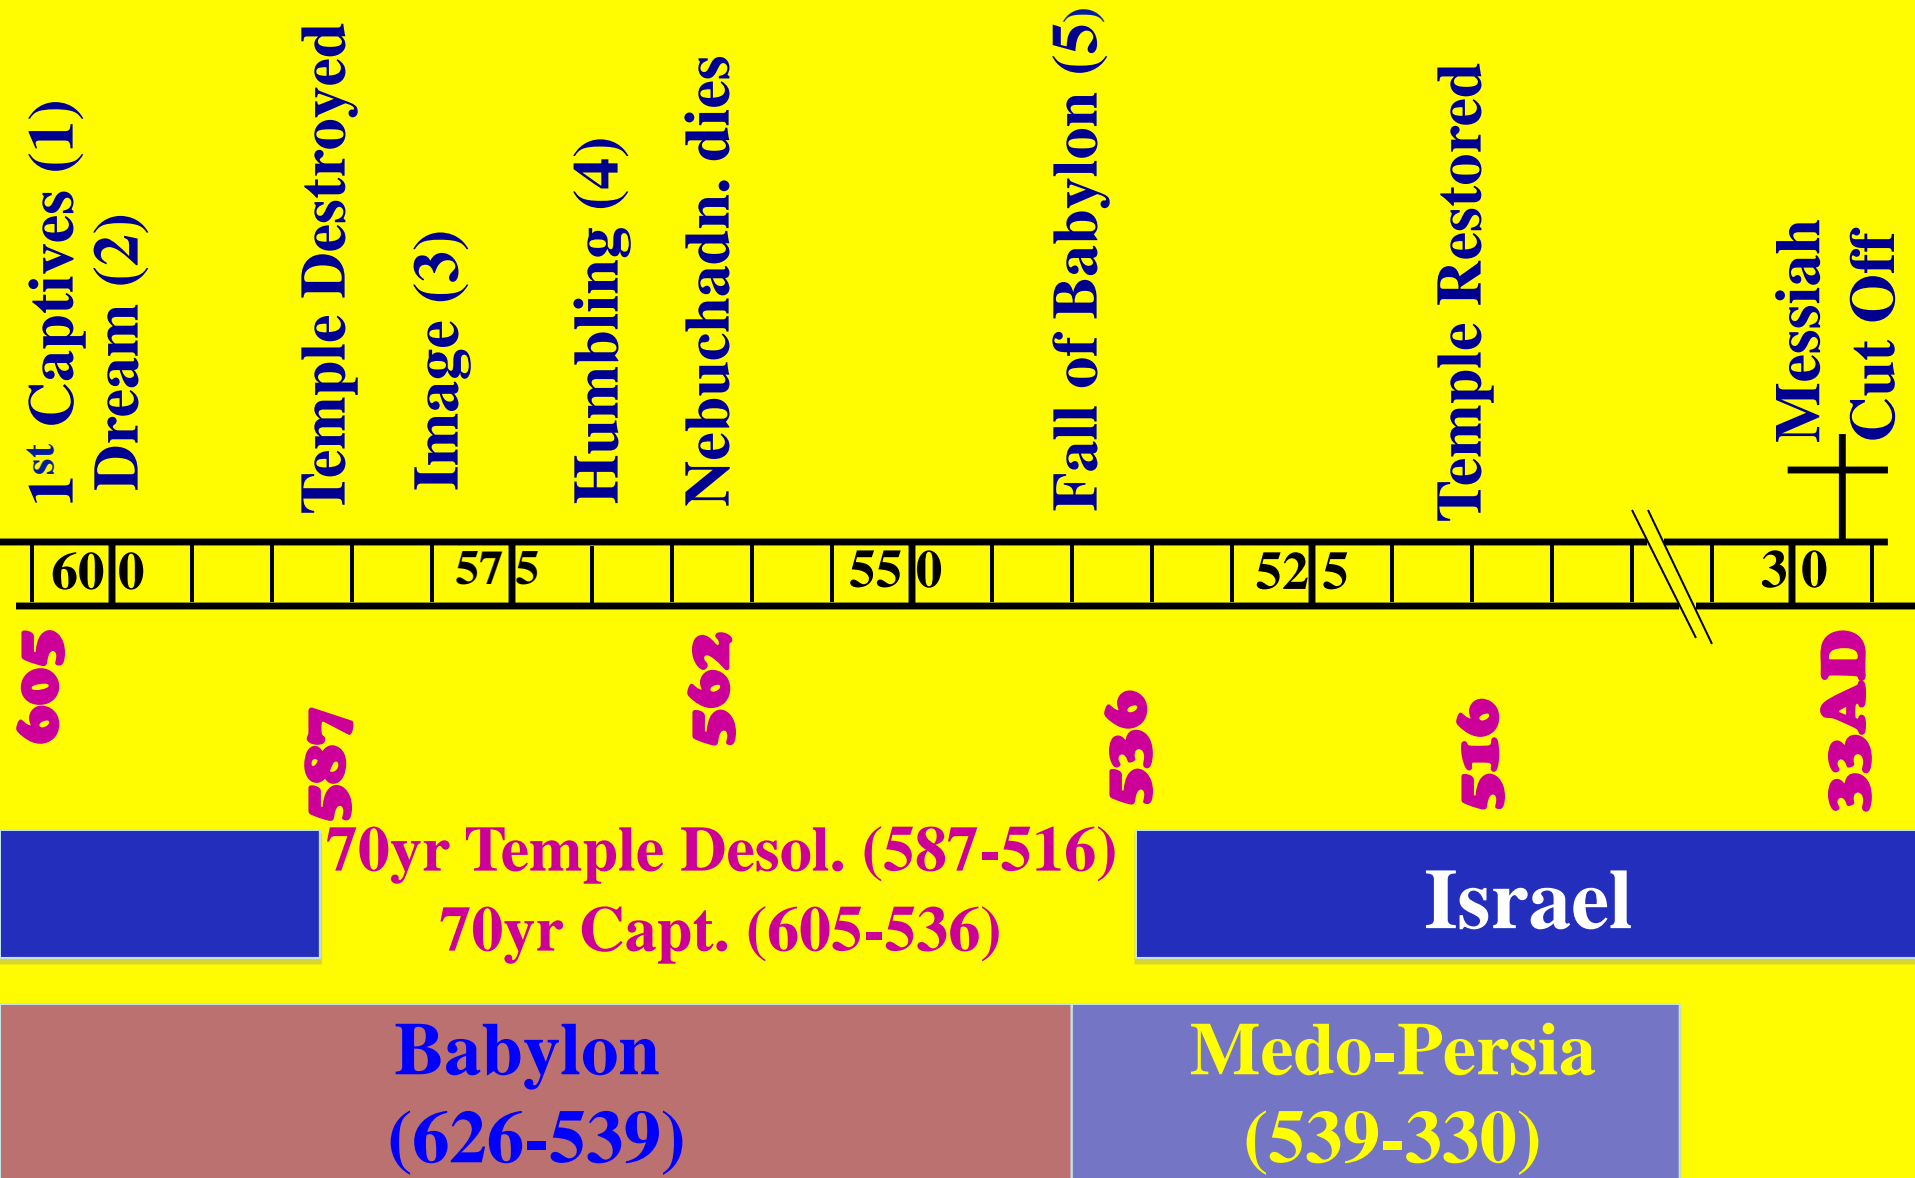 1st Captives (1)
Dream (2)
Temple Destroyed
Image (3)
Humbling (4)
Nebuchadn. dies
Fall of Babylon (5)
Temple Restored
Messiah
Cut Off
600
575
550
525
30
605
587
562
536
516
33AD
70yr Temple Desol. (587-516)
70yr Capt. (605-536)
Israel
Babylon
(626-539)
Medo-Persia
(539-330)